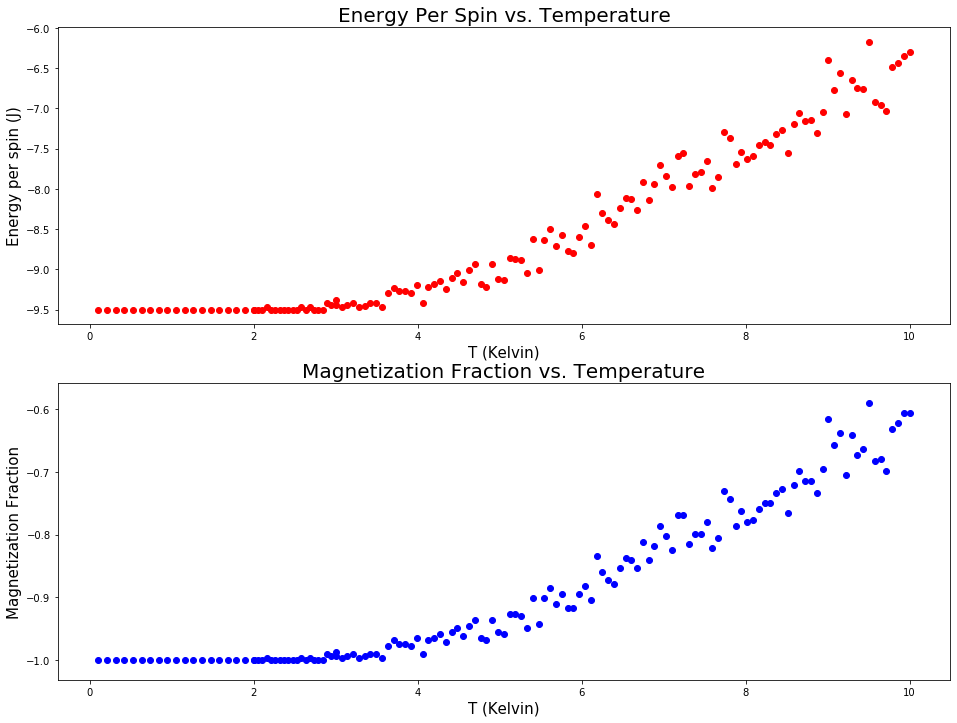 Energy Per Spin vs. Temperature
Energy per spin (J)
−6.0
−6.5
−7.0
−7.5
−8.0
−8.5
−9.0
−9.5
0 2 4 6 8 10
T (Kelvin)
Magnetization Fraction vs. Temperature
Magnetization Fraction
−0.6
−0.7
−0.8
−0.9
−1.0
0 2 4 6 8 10
T (Kelvin)